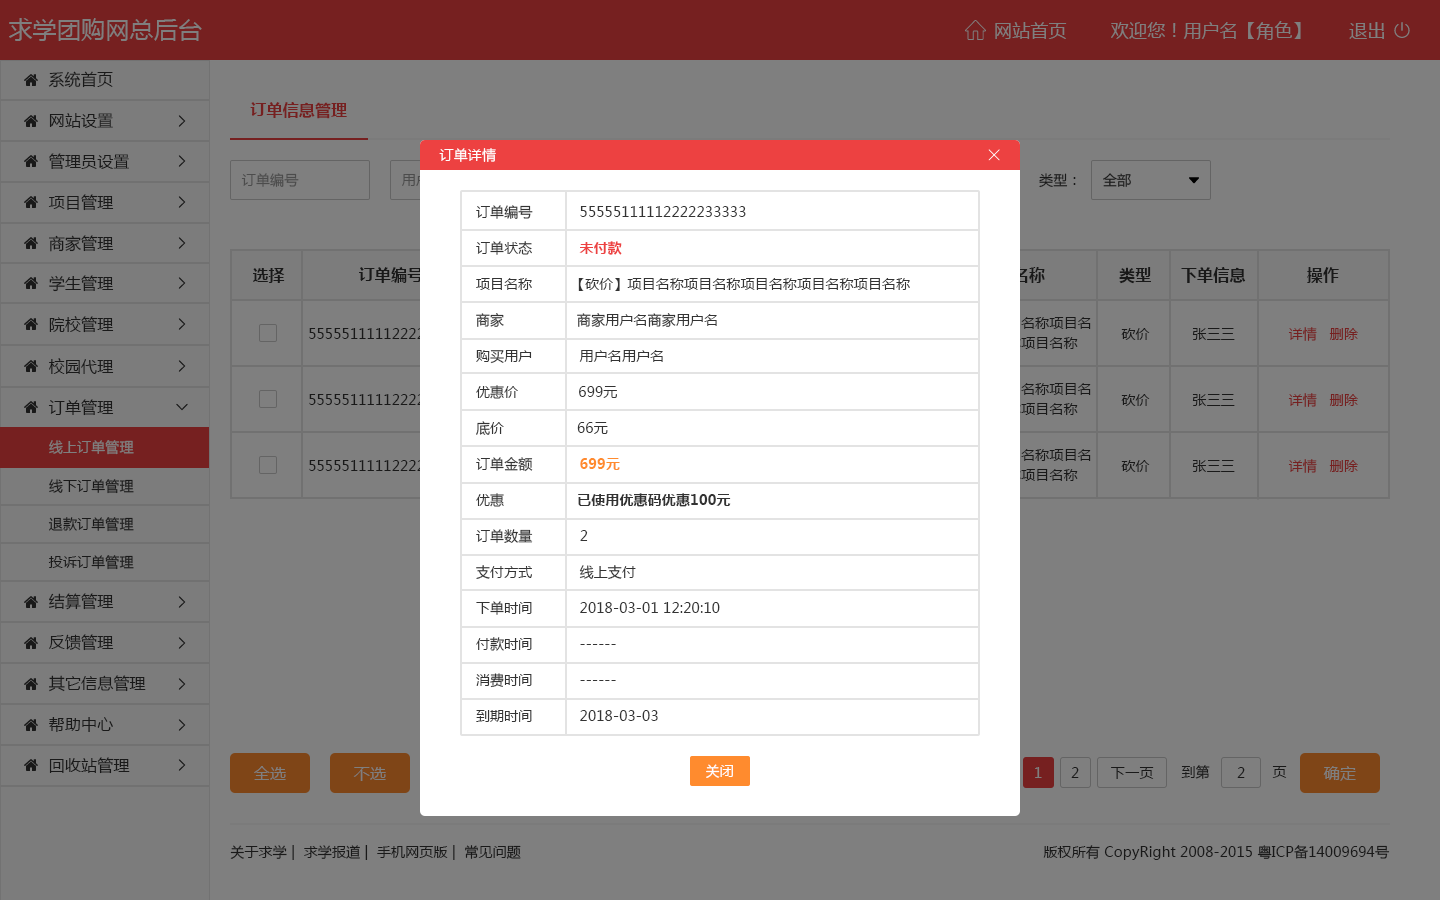 求学团购网总后台
网站首页 欢迎您！用户名【角色】 退出
系统首页
网站设置
管理员设置
项目管理
商家管理
学生管理
院校管理
校园代理
订单管理
线上订单管理
线下订单管理
退款订单管理
投诉订单管理
结算管理
反馈管理
其它信息管理
帮助中心
回收站管理
订单信息管理
订单编号 类型： 全部
选择 订单编号 名称 类型 下单信息 操作
555551111122222 名称项目名
项目名称 砍价 张三三 详情 删除
555551111122222 名称项目名
项目名称 砍价 张三三 详情 删除
555551111122222 名称项目名
项目名称 砍价 张三三 详情 删除
订单详情
订单编号 55555111112222233333
订单状态 未付款
项目名称 【砍价】项目名称项目名称项目名称项目名称项目名称
商家 商家用户名商家用户名
购买用户 用户名用户名
优惠价 699元
底价 66元
订单金额 699元
优惠 已使用优惠码优惠100元
订单数量 2
支付方式 线上支付
下单时间 2018-03-01 12:20:10
付款时间 ------
消费时间 ------
到期时间 2018-03-03
关闭
全选 不选 1 2 下一页 到第 2 页 确定
关于求学 | 求学报道 | 手机网页版 | 常见问题
版权所有 CopyRight 2008-2015 粤ICP备14009694号